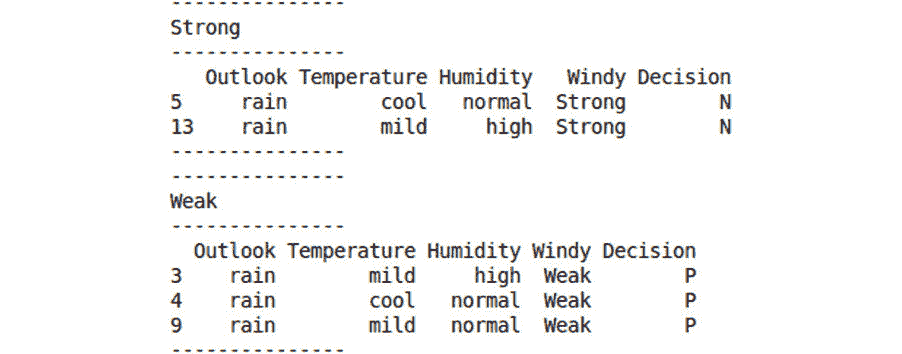 ---------------
Strong
---------------
   Outlook Temperature Humidity   Windy Decision
5     rain        cool   normal  Strong        N
13    rain        mild     high  Strong        N
---------------
---------------
Weak
---------------
  Outlook Temperature Humidity Windy Decision
3    rain        mild     high  Weak        P
4    rain        cool   normal  Weak        P
9    rain        mild   normal  Weak        P
---------------